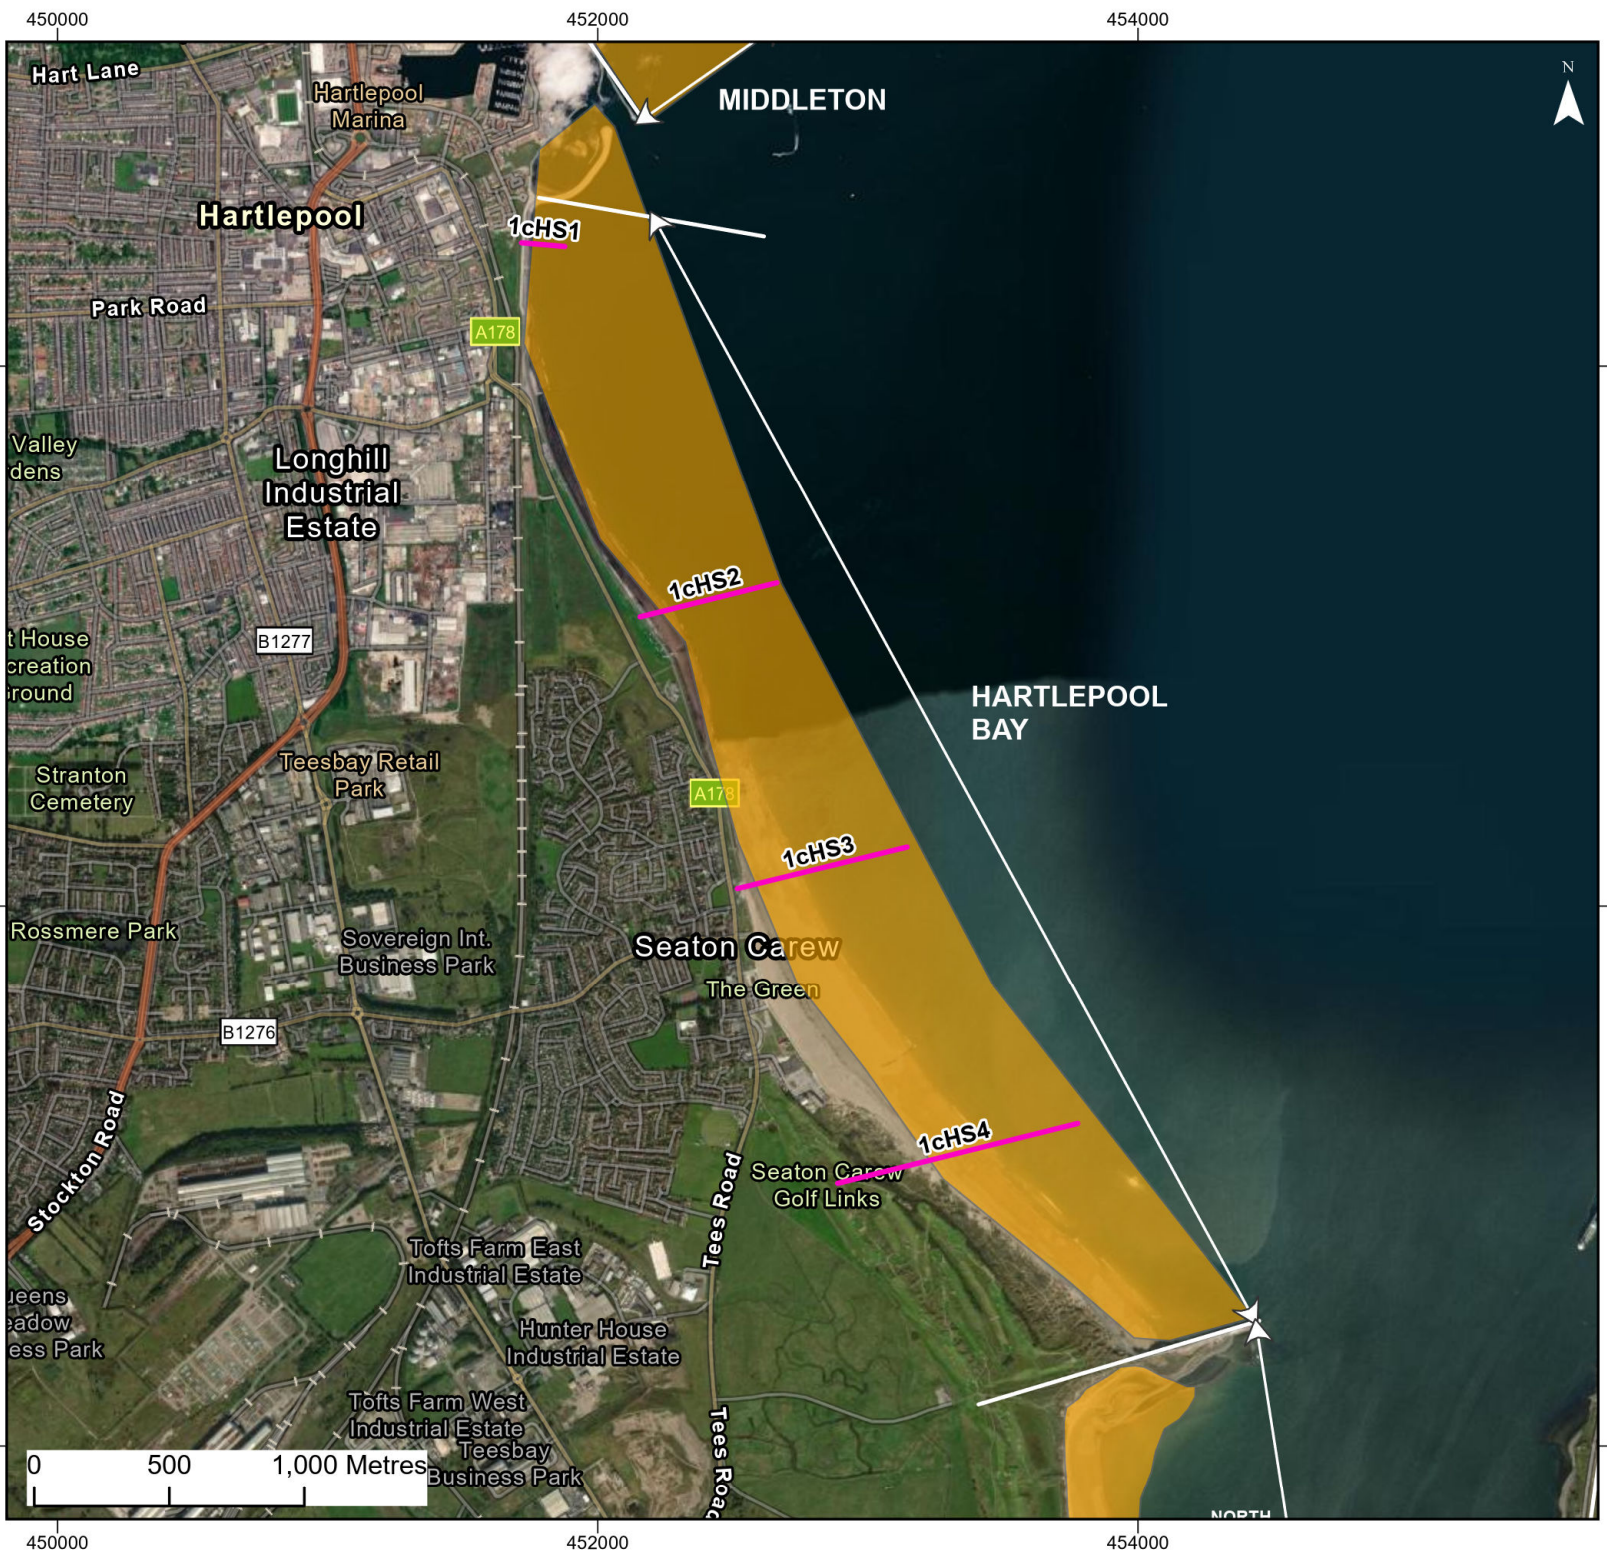 450000
452000
454000
Hart Lane
Hartlepool
Marina
MIDDLETON
N
Hartlepool
1cHS1
Park Road
A178
Valley
dens
Longhill
Industrial
Estate
1cHS2
B1277
t House
creation
Ground
HARTLEPOOL
BAY
Teesbay Retail
Park
Stranton
Cemetery
A178
1cHS3
Rossmere Park
Sovereign Int.
Business Park
Seaton Carew
The Green
B1276
Stockton Road
1cHS4
Tees Road
Seaton Carew
Golf Links
Tofts Farm East
Industrial Estate
ueens
eadow
ess Park
Hunter House
Industrial Estate
Tofts Farm West
Industrial Estate
Teesbay
Business Park
Tees Road
0 500 1,000 Metres
NORTH
450000
452000
454000